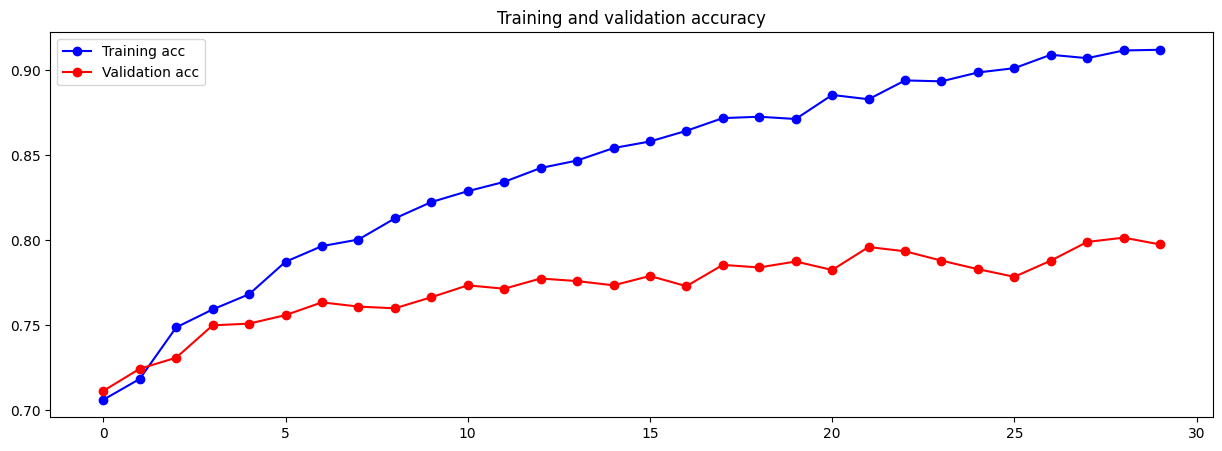 Training and validation accuracy
Training acc
Validation acc
0.90
0.85
0.80
0.75
0.70
0 5 10 15 20 25 30